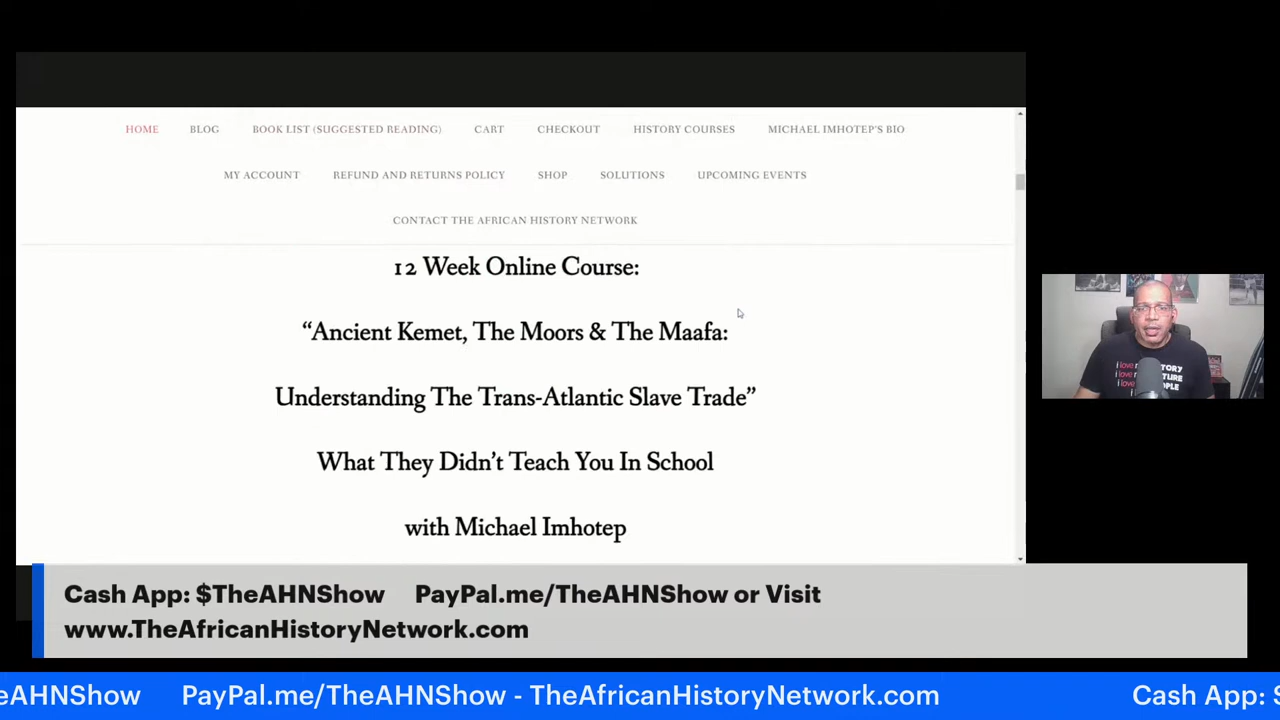 HOME BLOG BOOK LIST (SUGGESTED READING) CART CHECKOUT HISTORY COURSES MICHAEL IMHOTEP'S BIO
MY ACCOUNT REFUND AND RETURNS POLICY SHOP SOLUTIONS UPCOMING EVENTS
CONTACT THE AFRICAN HISTORY NETWORK
12 Week Online Course:
“Ancient Kemet, The Moors & The Maafa:
Understanding The Trans-Atlantic Slave Trade”
What They Didn’t Teach You In School
with Michael Imhotep
i love
i love
i love
Cash App: $TheAHNShow PayPal.me/TheAHNShow or Visit
www.TheAfricanHistoryNetwork.com
eAHNShow PayPal.me/TheAHNShow - TheAfricanHistoryNetwork.com Cash App: $